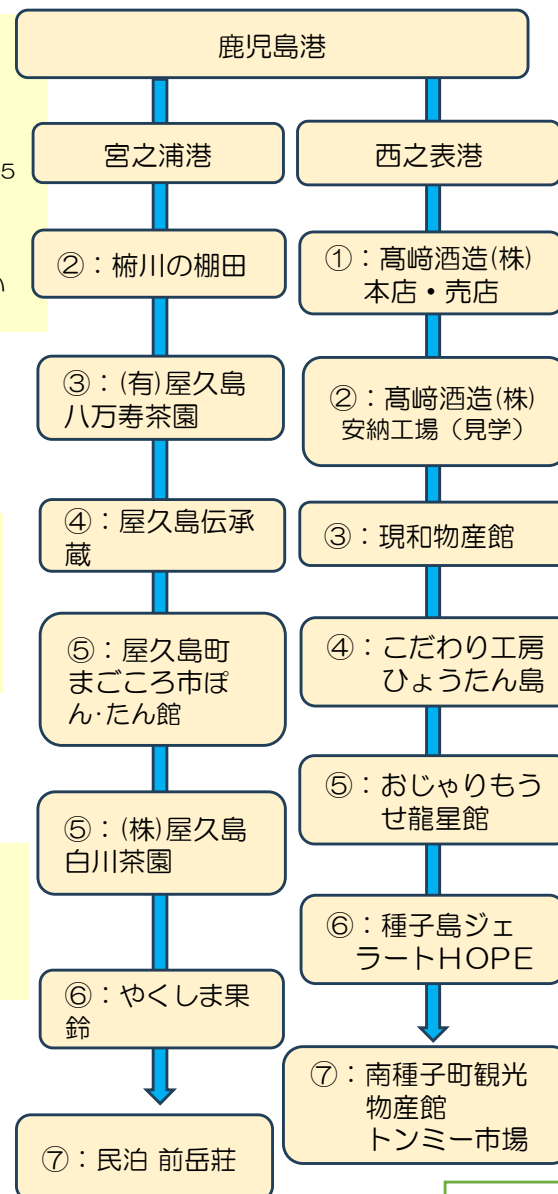 鹿児島港
宮之浦港
②：楠川の棚田
③：(有)屋久島
八万寿茶園
④：屋久島伝承
蔵
⑤：屋久島町
まごころ市ぽ
ん･たん館
⑤：(株)屋久島
白川茶園
⑥：やくしま果
鈴
⑦：民泊 前岳荘
西之表港
①：髙﨑酒造(株)
本店・売店
②：髙﨑酒造(株)
安納工場（見学）
③：現和物産館
④：こだわり工房
ひょうたん島
⑤：おじゃりもう
せ龍星館
⑥：種子島ジェ
ラートＨＯＰＥ
⑦：南種子町観光
物産館
トンミー市場
5
い